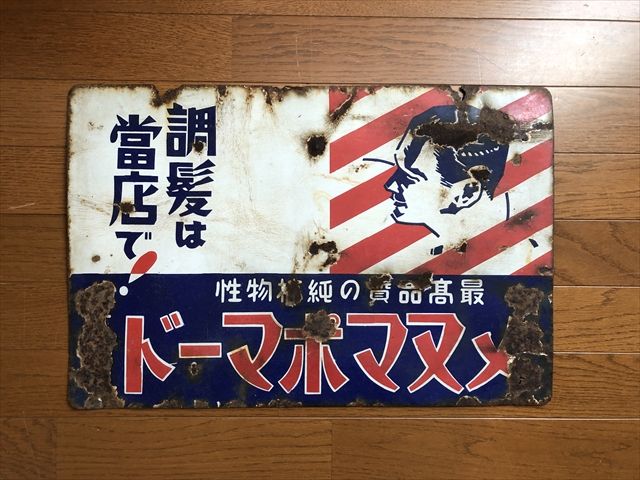 調髪は
當店で!
最高品質の純植物性
メヌマポマード